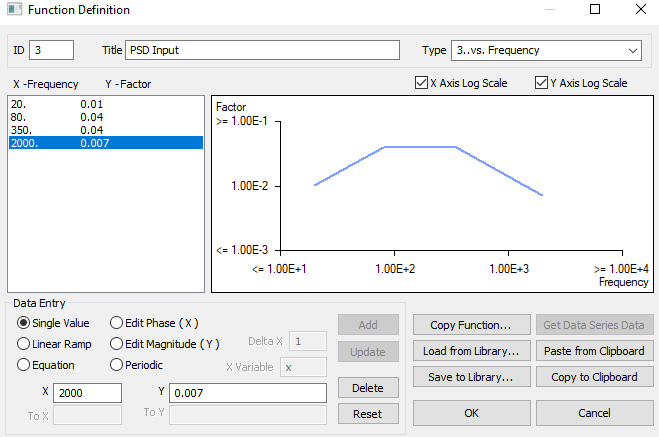 Function Definition
ID 3 Title PSD Input Type 3..vs. Frequency
X -Frequency Y -Factor X Axis Log Scale Y Axis Log Scale
20. 0.01
80. 0.04
350. 0.04
2000. 0.007
Factor
>= 1.00E-1
1.00E-2
<= 1.00E-3
<= 1.00E+1 1.00E+2 1.00E+3 >= 1.00E+4
Frequency
Data Entry
Single Value Edit Phase ( X ) Add Copy Function... Get Data Series Data
Linear Ramp Edit Magnitude ( Y ) Delta X 1 Update Load from Library... Paste from Clipboard
Equation Periodic X Variable x Save to Library... Copy to Clipboard
X 2000 Y 0.007 Delete
To X To Y Reset OK Cancel